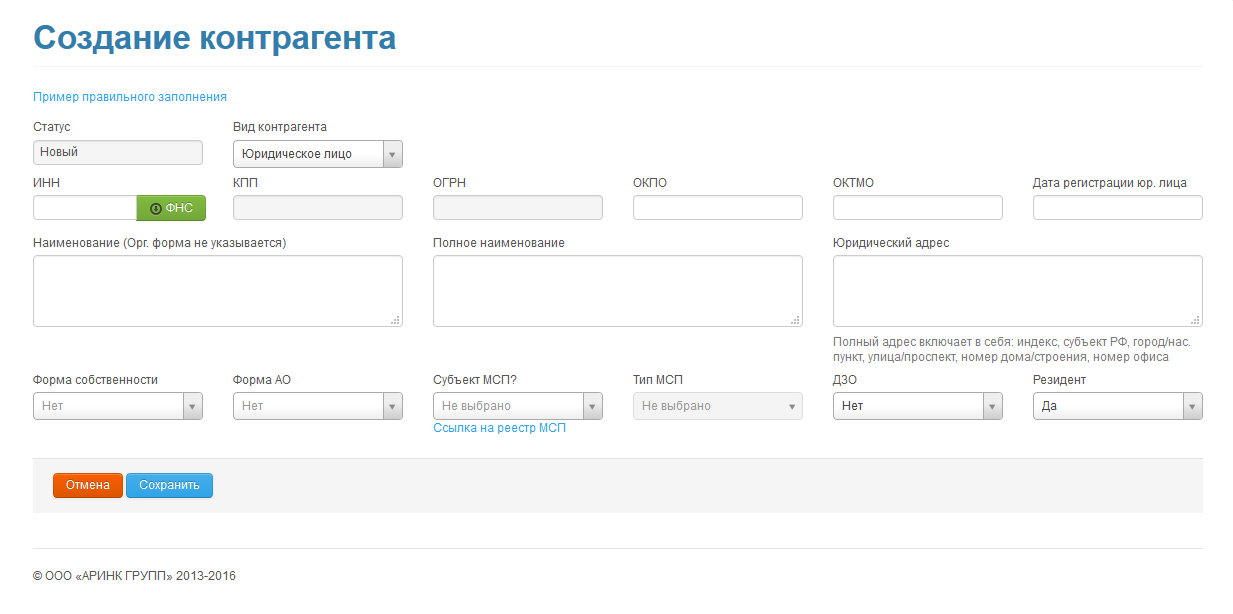 Создание контрагента
Пример правильного заполнения
Статус Вид контрагента
Новый Юридическое лицо
ИНН КПП ОГРН ОКПО ОКТМО Дата регистрации юр. лица
ФНС
Наименование (Орг. форма не указывается) Полное наименование Юридический адрес
Полный адрес включает в себя: индекс, субъект РФ, город/нас.
пункт, улица/проспект, номер дома/строения, номер офиса
Форма собственности Форма АО Субъект МСП? Тип МСП ДЗО Резидент
Нет Нет Не выбрано Не выбрано Нет Да
Ссылка на реестр МСП
Отмена Сохранить
© ООО «АРИНК ГРУПП» 2013-2016